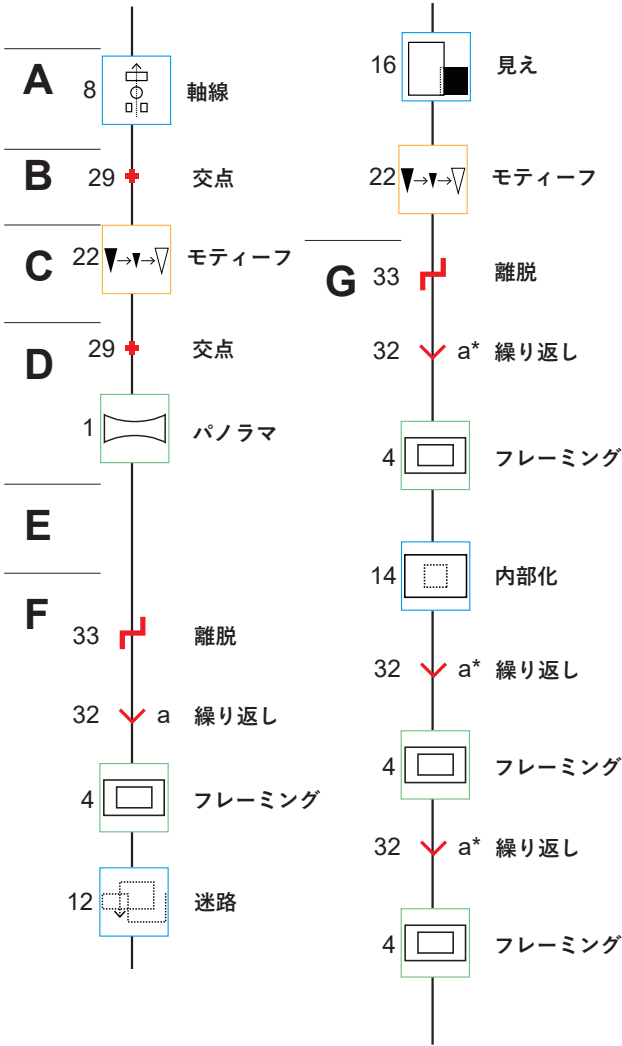 A
8 軸線
B
29 交点
C
22 モティーフ
D
29 交点
1 パノラマ
E
F
33 離脱
32 a 繰り返し
4 フレーミング
12 迷路
16 見え
22 モティーフ
G
33 離脱
32 a* 繰り返し
4 フレーミング
14 内部化
32 a* 繰り返し
4 フレーミング
32 a* 繰り返し
4 フレーミング